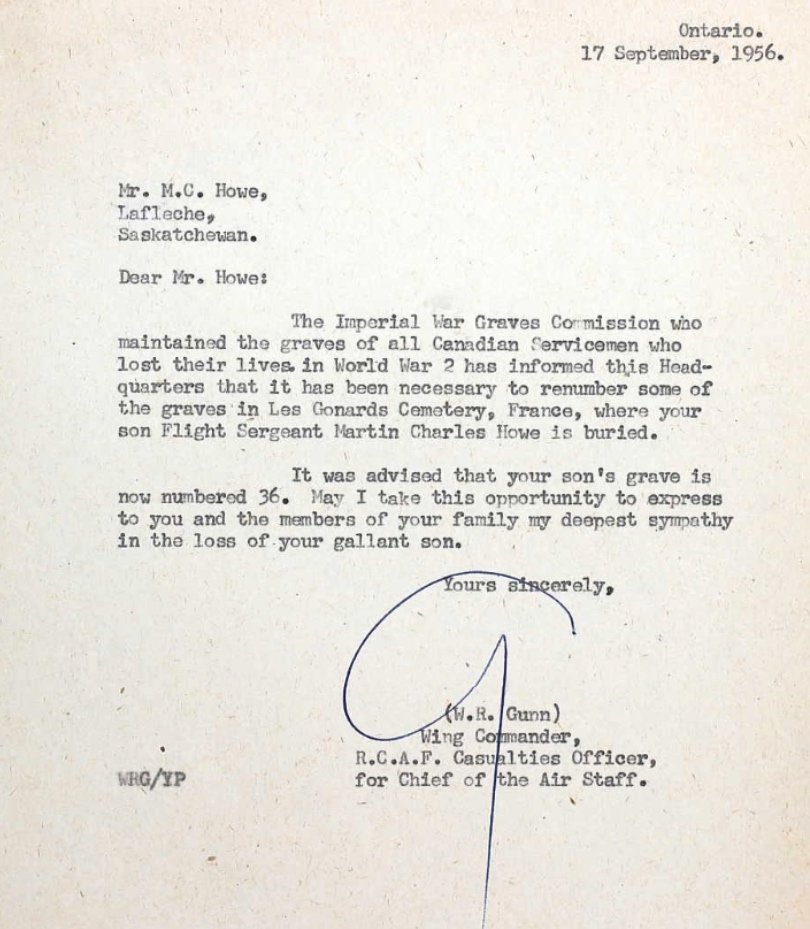 Ontario.
17 September, 1956.
Mr. M.C. Howe,
Lafleche,
Saskatchewan.
Dear Mr. Howe:
The Imperial War Graves Commission who
maintained the graves of all Canadian Servicemen who
lost their lives in World War 2 has informed this Head-
quarters that it has been necessary to renumber some of
the graves in Les Gonards Cemetery, France, where your
son Flight Sergeant Martin Charles Howe is buried.
It was advised that your son's grave is
now numbered 36. May I take this opportunity to express
to you and the members of your family my deepest sympathy
in the loss of your gallant son.
Yours sincerely,
(W.R. Gunn)
Wing Commander,
R.C.A.F. Casualties Officer,
WRG/YP for Chief of the Air Staff.